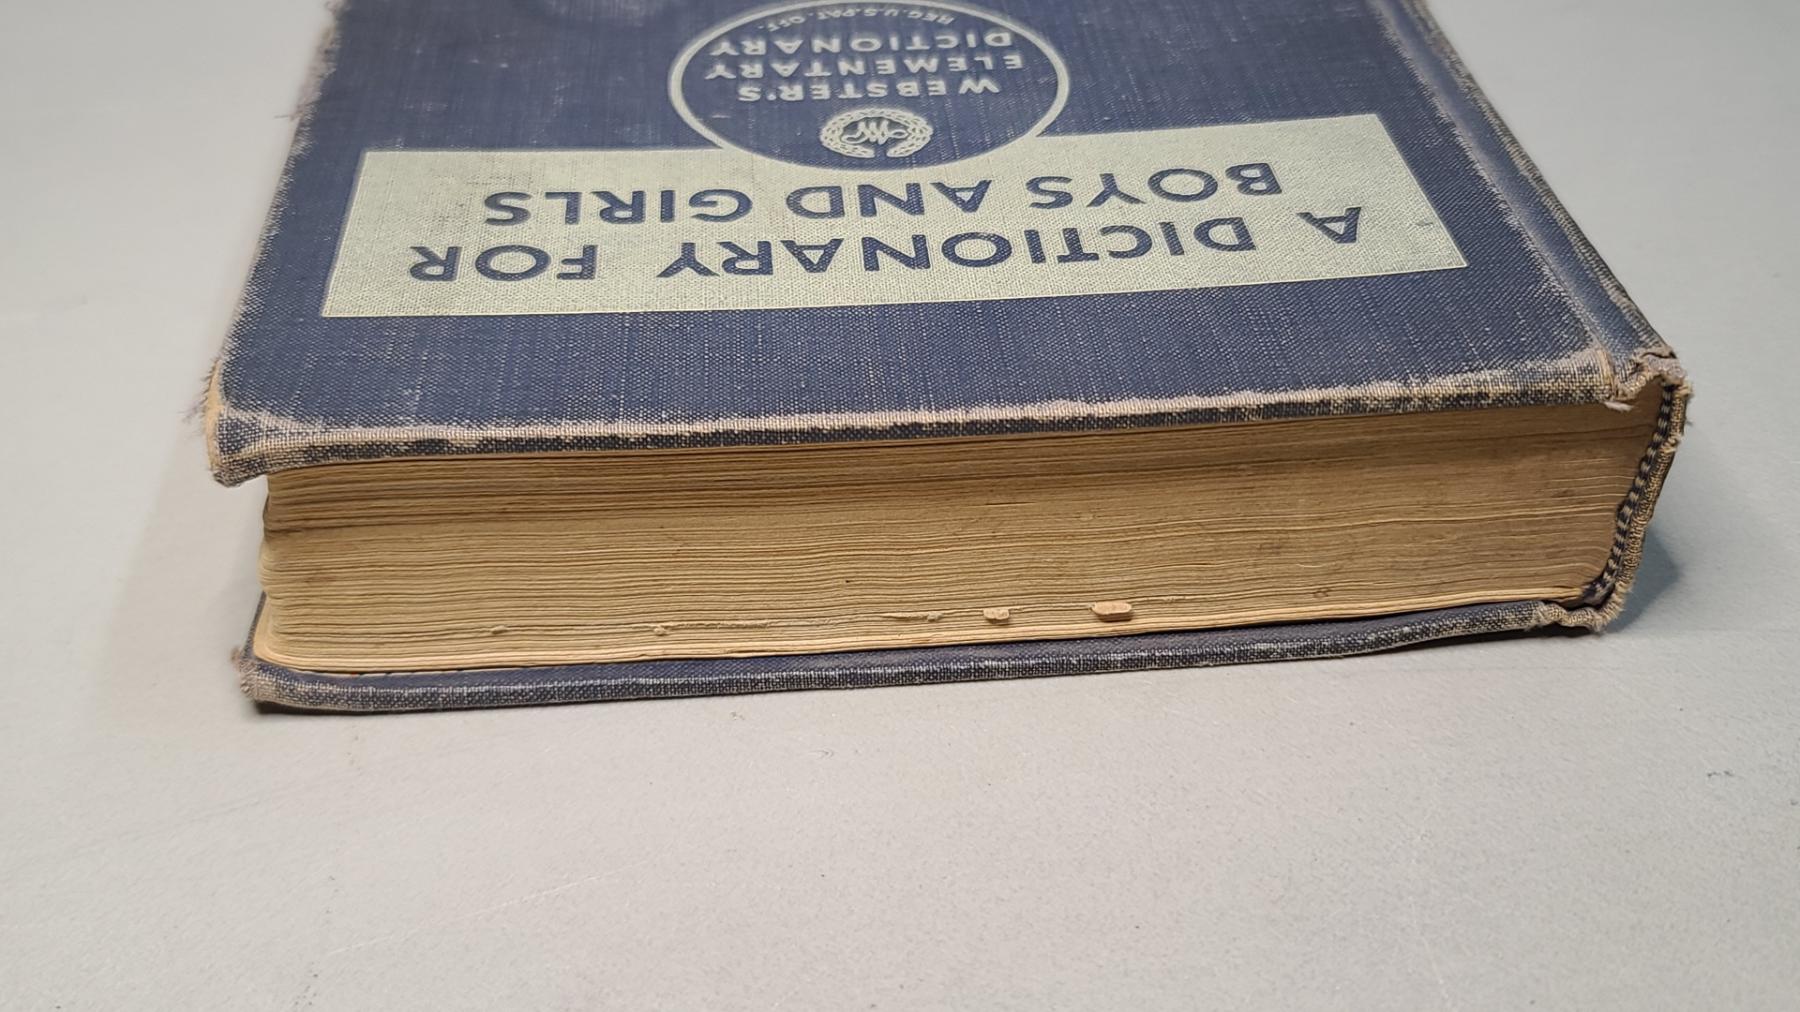 A DICTIONARY FOR
BOYS AND GIRLS
WEBSTER'S
ELEMENTARY
DICTIONARY
REG. U.S. PAT. OFF.